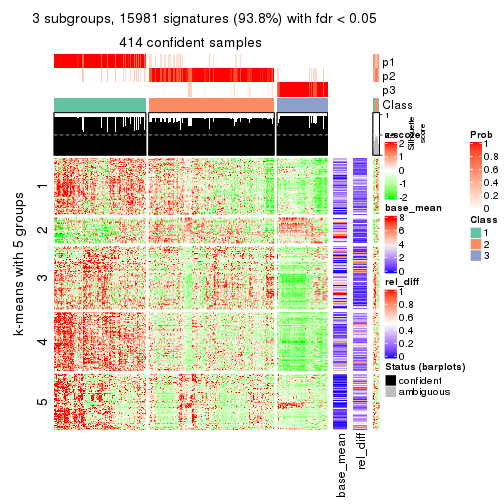 3 subgroups, 15981 signatures (93.8%) with fdr < 0.05
414 confident samples
p1
p2
p3
Class
1
Silhouette
score
k-means with 5 groups
1
2
3
4
5
base_mean
rel_diff
z-score
2
1
0
-2
base_mean
8
6
4
2
0
rel_diff
1
0.8
0.6
0.4
0.2
0
Status (barplots)
confident
ambiguous
Prob
1
0.8
0.6
0.4
0.2
0
Class
1
2
3